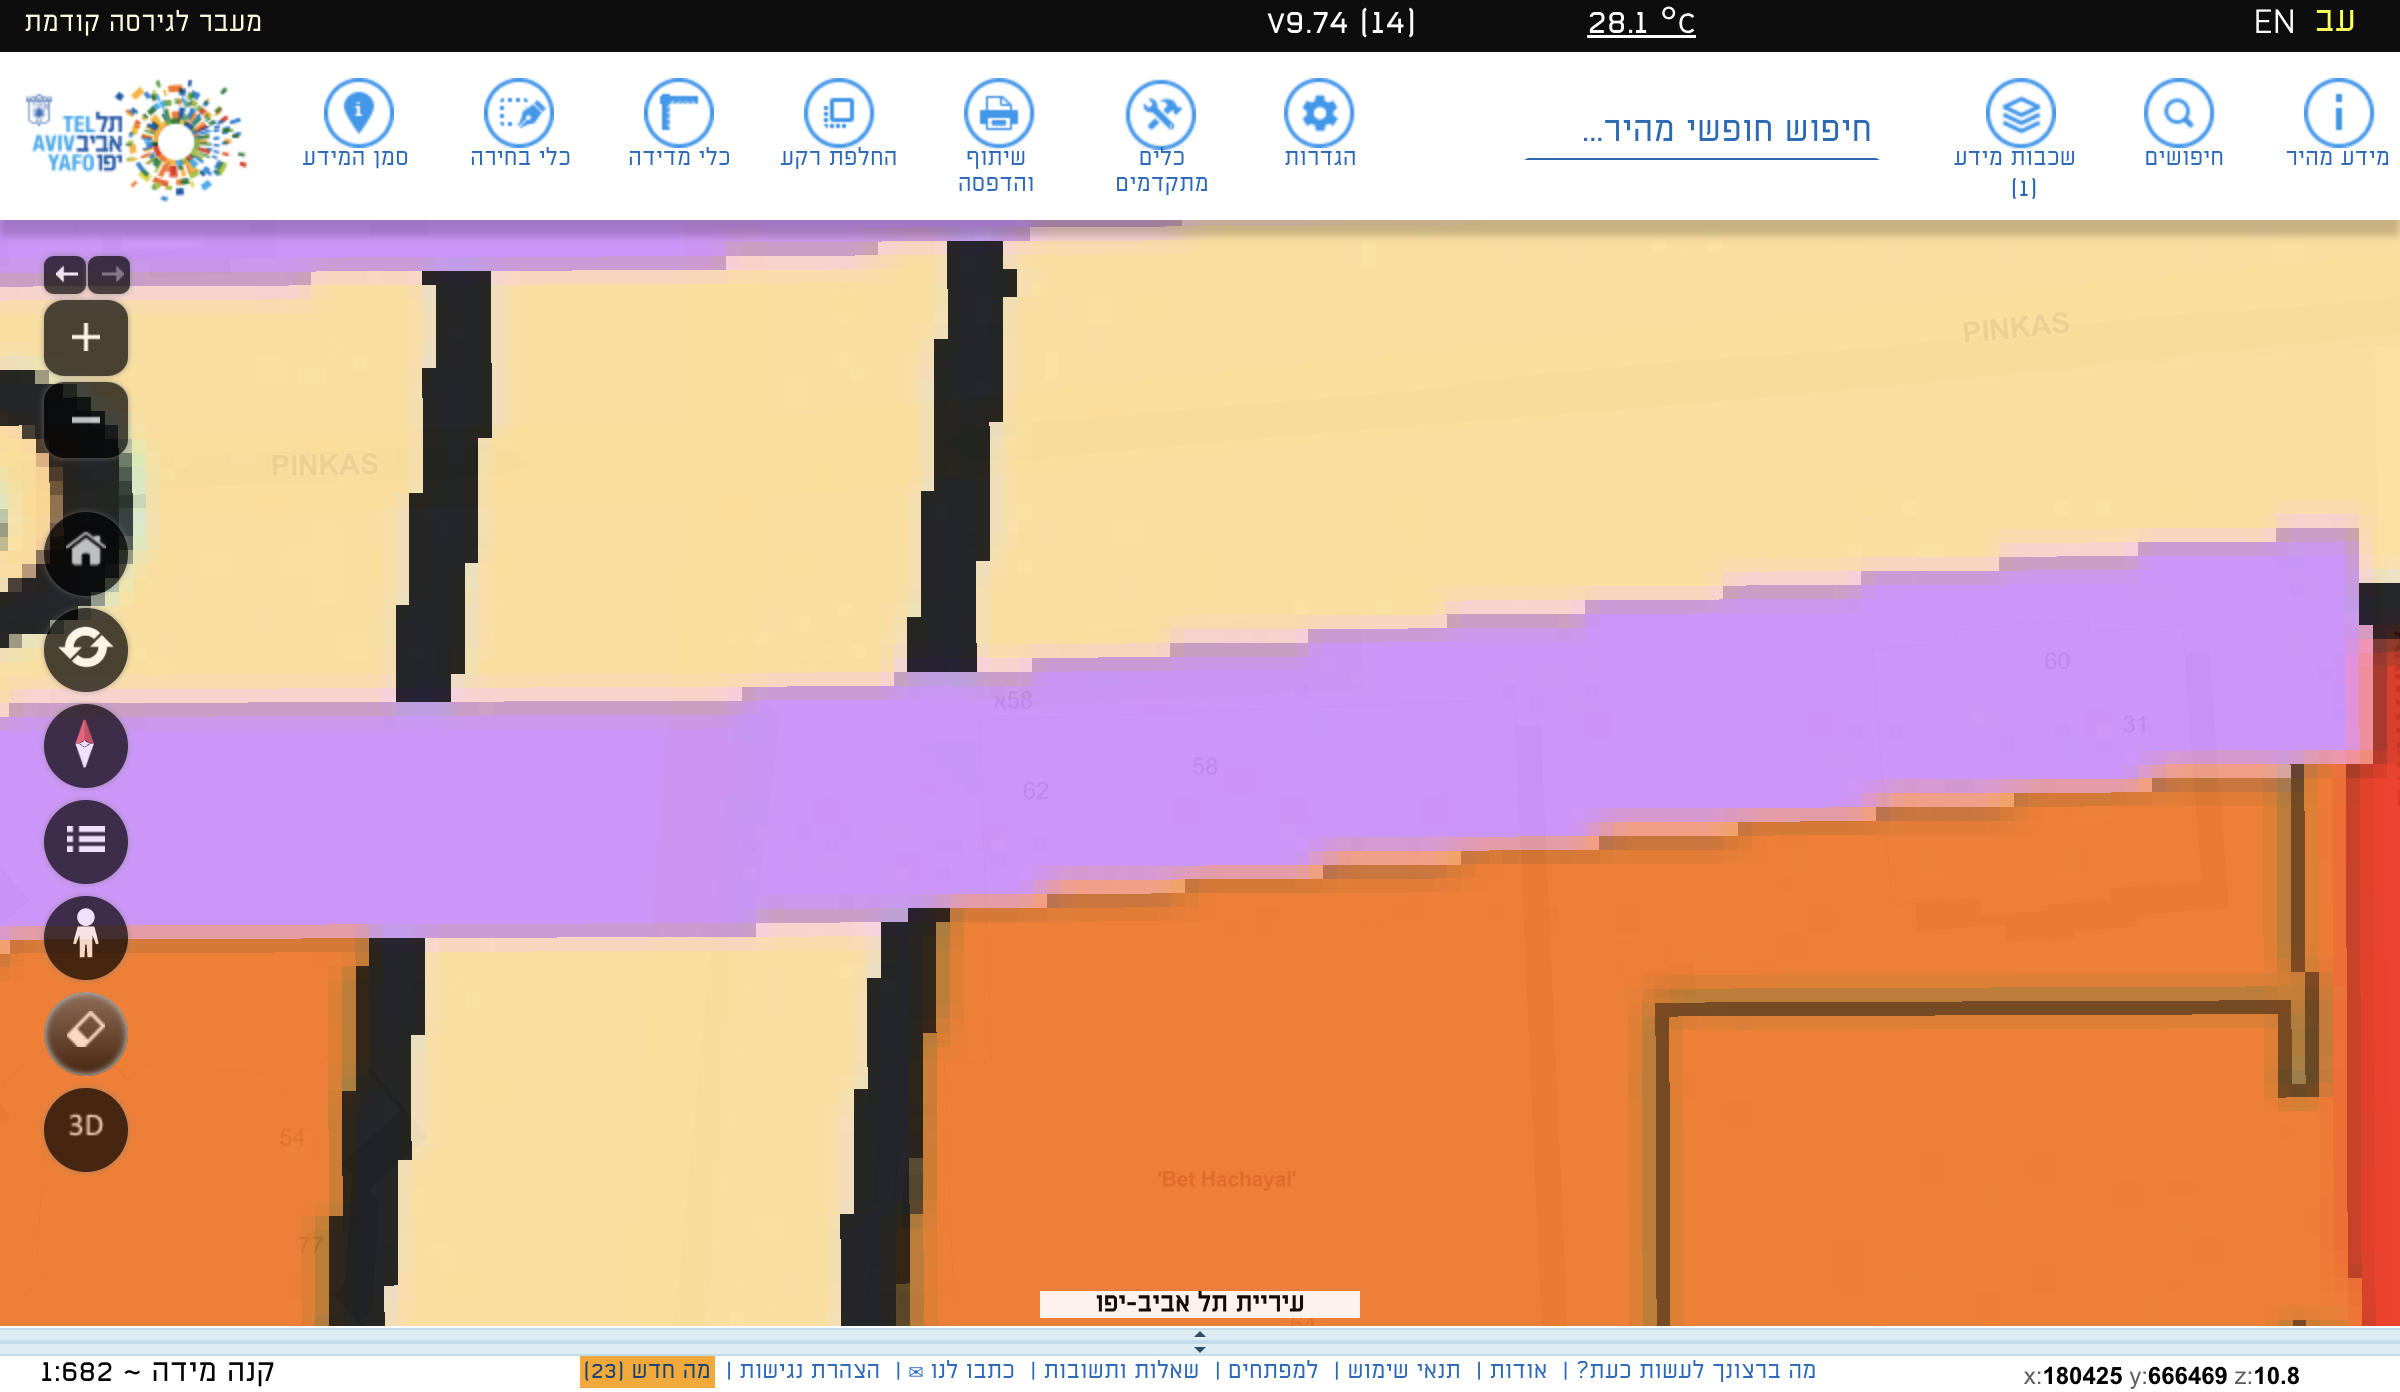 עב EN
28.1 °C
V9.74 (14)
מעבר לגירסה קודמת
מידע מהיר
חיפושים
שכבות מידע
(1)
חיפוש חופשי מהיר...
הגדרות
כלים
מתקדמים
שיתוף
והדפסה
החלפת רקע
כלי מדידה
כלי בחירה
סמן המידע
TEL תל
AVIV אביב
YAFO יפו
PINKAS
PINKAS
60
58א
31
58
62
3D
54
'Bet Hachayal'
77
עיריית תל אביב-יפו
64
מה ברצונך לעשות כעת? | אודות | תנאי שימוש | למפתחים | שאלות ותשובות | כתבו לנו ✉ | הצהרת נגישות | מה חדש (23)
קנה מידה ~ 1:682
x:180425 y:666469 z:10.8